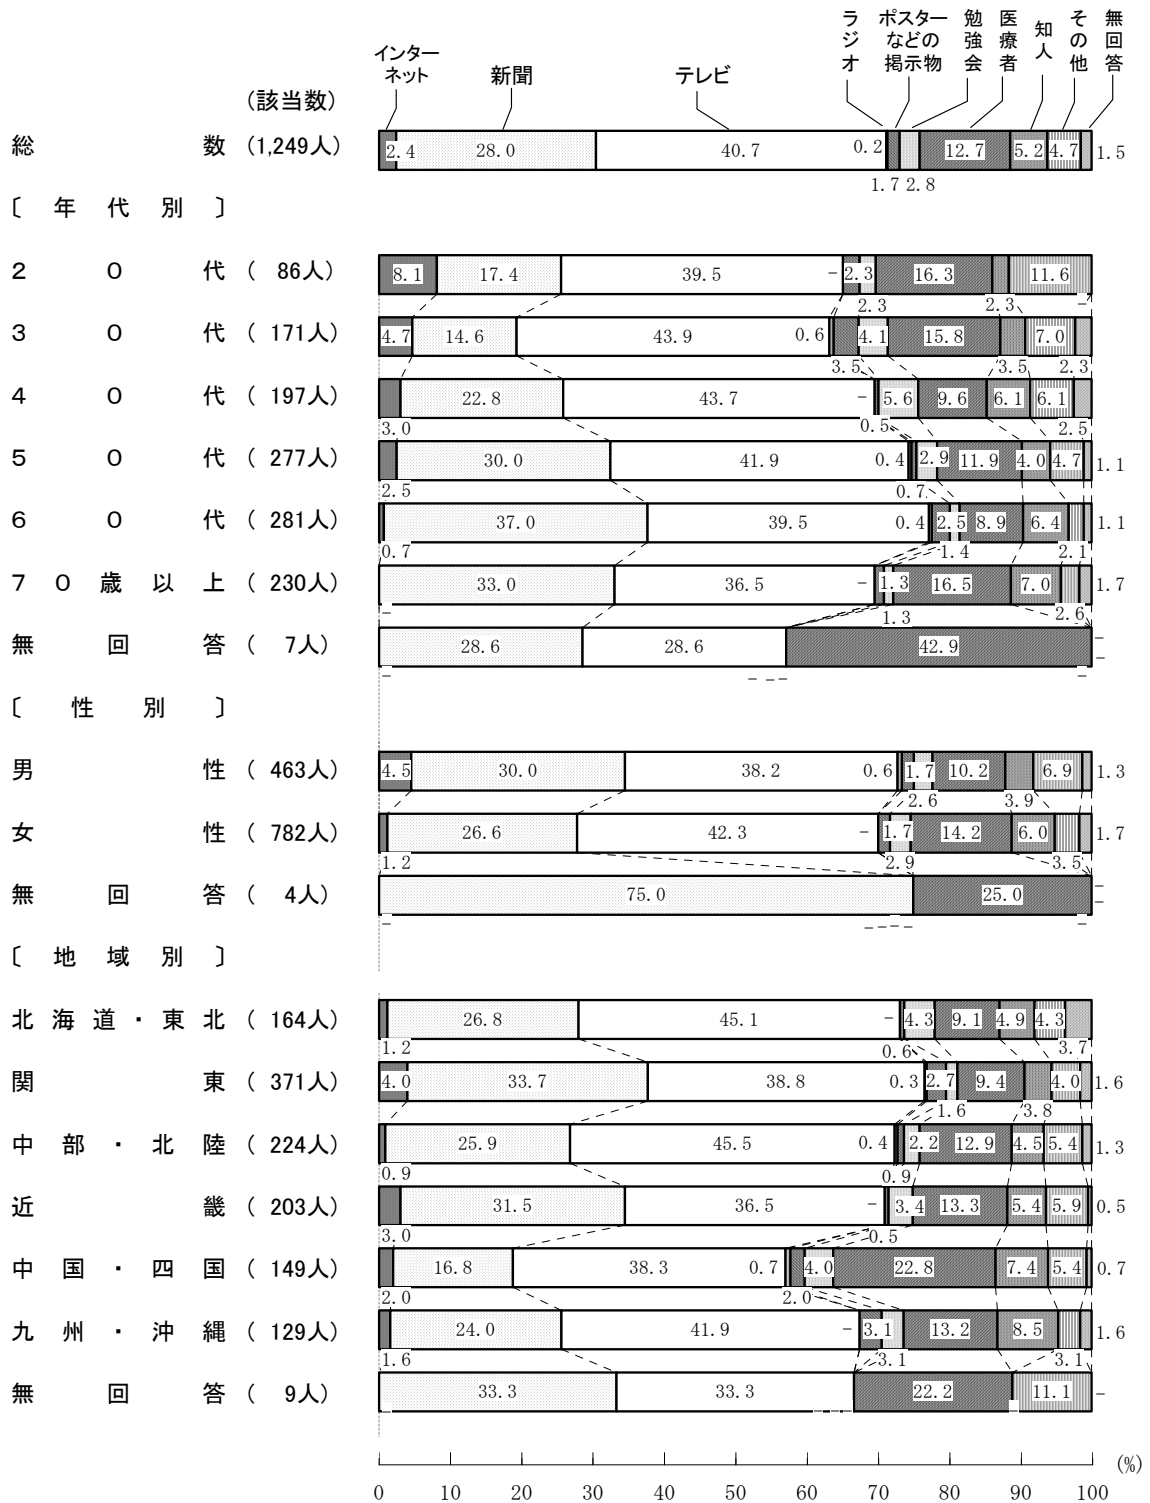 インター
ネット
新聞
テレビ
ラジオ
ポスター
などの
掲示物
勉強会
医療者
知人
その他
無回答
(該当数)
総数 (1,249人) 2.4 28.0 40.7 0.2 12.7 5.2 4.7 1.5
1.7 2.8
〔年代別〕
２０代 ( 86人) 8.1 17.4 39.5 − 2.3 16.3 11.6
2.3 2.3 −
３０代 ( 171人) 4.7 14.6 43.9 0.6 4.1 15.8 7.0
3.5 3.5 2.3
４０代 ( 197人) 22.8 43.7 − 5.6 9.6 6.1 6.1
3.0 0.5 2.5
５０代 ( 277人) 30.0 41.9 0.4 2.9 11.9 4.0 4.7 1.1
2.5 0.7
６０代 ( 281人) 37.0 39.5 0.4 2.5 8.9 6.4 1.1
0.7 1.4 2.1
７０歳以上 ( 230人) 33.0 36.5 − 1.3 16.5 7.0 1.7
− 1.3 2.6
無回答 ( 7人) 28.6 28.6 42.9 −
−
− − − − −
〔性別〕
男性 ( 463人) 4.5 30.0 38.2 0.6 1.7 10.2 6.9 1.3
2.6 3.9
女性 ( 782人) 26.6 42.3 − 1.7 14.2 6.0 1.7
1.2 2.9 3.5
無回答 ( 4人) 75.0 25.0 −
−
− − − − − −
〔地域別〕
北海道・東北 ( 164人) 26.8 45.1 − 4.3 9.1 4.9 4.3
1.2 0.6 3.7
関東 ( 371人) 4.0 33.7 38.8 0.3 2.7 9.4 4.0 1.6
1.6 3.8
中部・北陸 ( 224人) 25.9 45.5 0.4 2.2 12.9 4.5 5.4 1.3
0.9 0.9
近畿 ( 203人) 31.5 36.5 − 3.4 13.3 5.4 5.9 0.5
3.0 0.5
中国・四国 ( 149人) 16.8 38.3 0.7 4.0 22.8 7.4 5.4 0.7
2.0 2.0
九州・沖縄 ( 129人) 24.0 41.9 − 3.1 13.2 8.5 1.6
1.6 3.1 3.1
無回答 ( 9人) 33.3 33.3 22.2 11.1 −
0 10 20 30 40 50 60 70 80 90 100 (%)